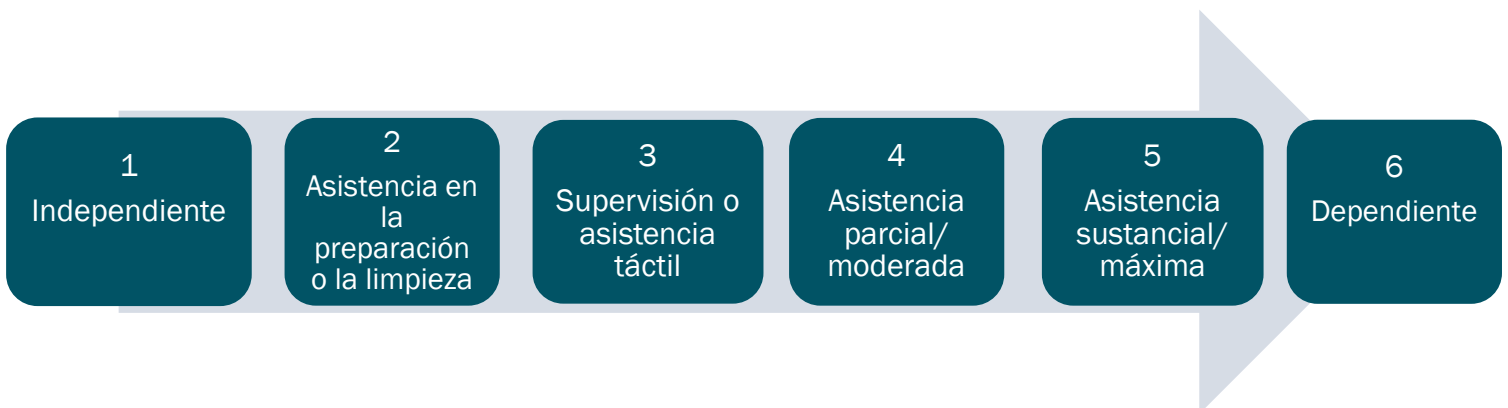 1
Independiente
2
Asistencia en
la
preparación
o la limpieza
3
Supervisión o
asistencia
táctil
4
Asistencia
parcial/
moderada
5
Asistencia
sustancial/
máxima
6
Dependiente